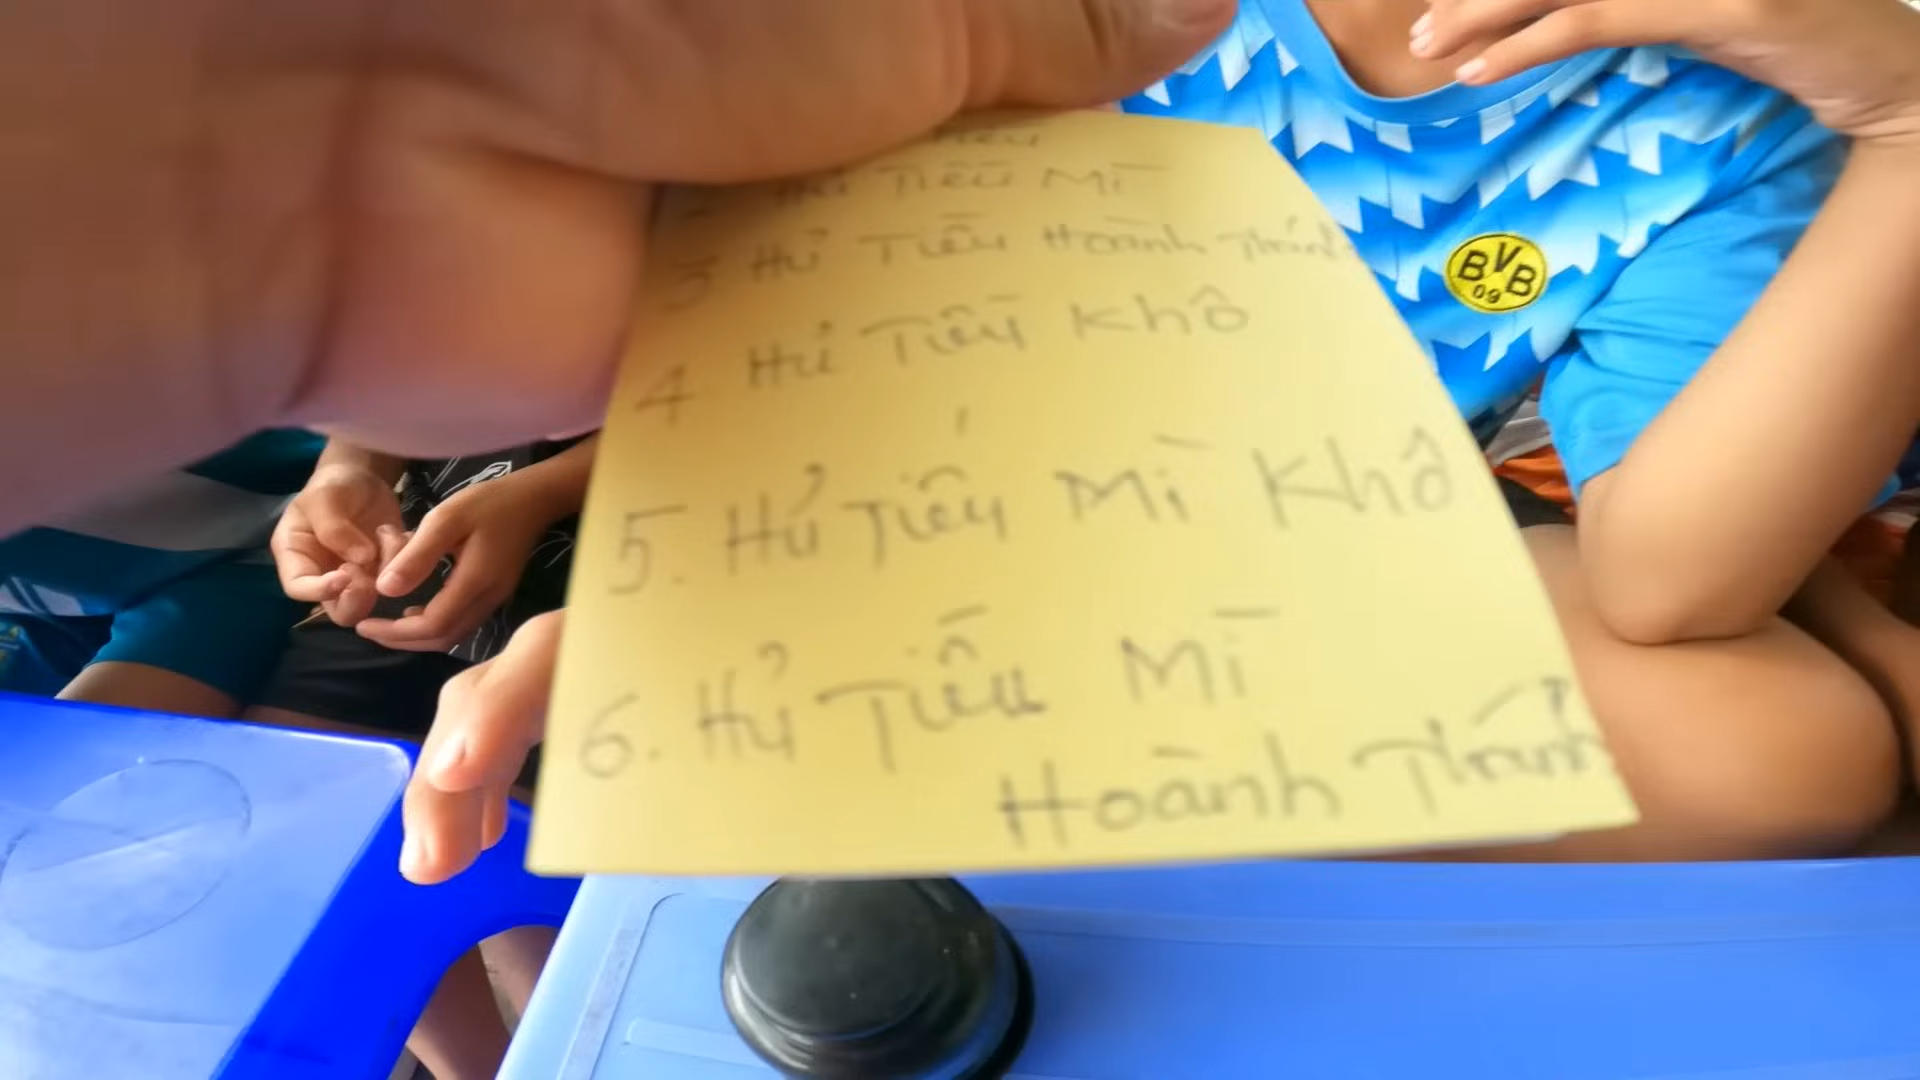 Tiếu Mì
3 Hủ Tiếu Hoành Thánh
4 Hủ Tiếu Khô
5. Hủ Tiếu Mì Khô
6. Hủ Tiếu Mì
Hoành Thánh
BVB
09